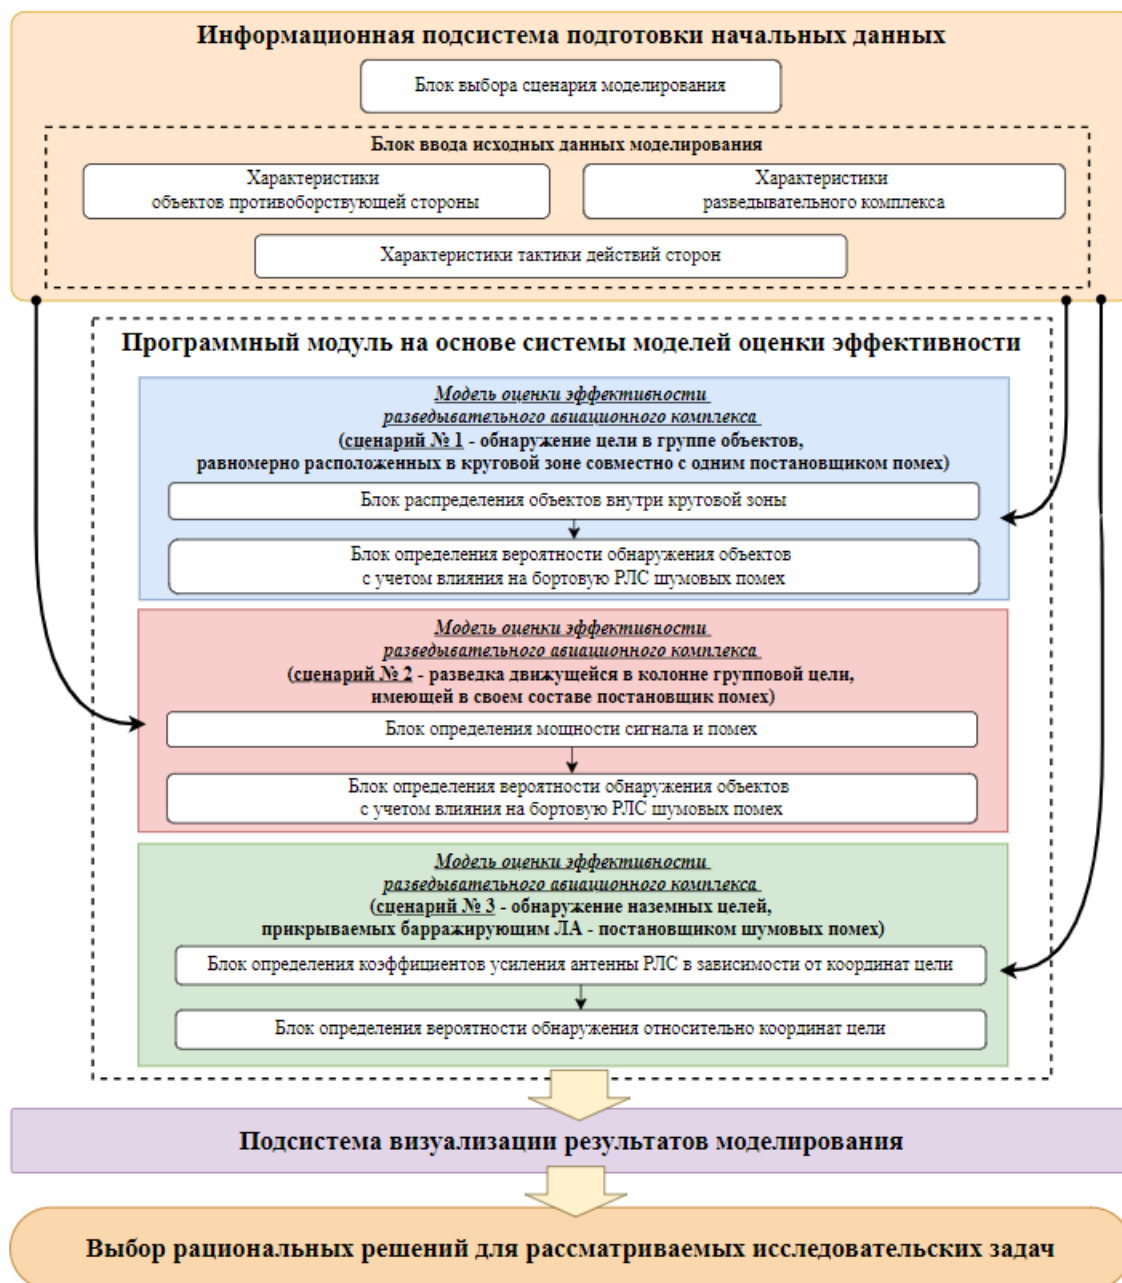 Информационная подсистема подготовки начальных данных
Блок выбора сценария моделирования
Блок ввода исходных данных моделирования
Характеристики
объектов противоборствующей стороны
Характеристики
разведывательного комплекса
Характеристики тактики действий сторон
Программный модуль на основе системы моделей оценки эффективности
Модель оценки эффективности
разведывательного авиационного комплекса
(сценарий № 1 - обнаружение цели в группе объектов,
равномерно расположенных в круговой зоне совместно с одним постановщиком помех)
Блок распределения объектов внутри круговой зоны
Блок определения вероятности обнаружения объектов
с учетом влияния на бортовую РЛС шумовых помех
Модель оценки эффективности
разведывательного авиационного комплекса
(сценарий № 2 - разведка движущейся в колонне групповой цели,
имеющей в своем составе постановщик помех)
Блок определения мощности сигнала и помех
Блок определения вероятности обнаружения объектов
с учетом влияния на бортовую РЛС шумовых помех
Модель оценки эффективности
разведывательного авиационного комплекса
(сценарий № 3 - обнаружение наземных целей,
прикрываемых барражирующим ЛА - постановщиком шумовых помех)
Блок определения коэффициентов усиления антенны РЛС в зависимости от координат цели
Блок определения вероятности обнаружения относительно координат цели
Подсистема визуализации результатов моделирования
Выбор рациональных решений для рассматриваемых исследовательских задач